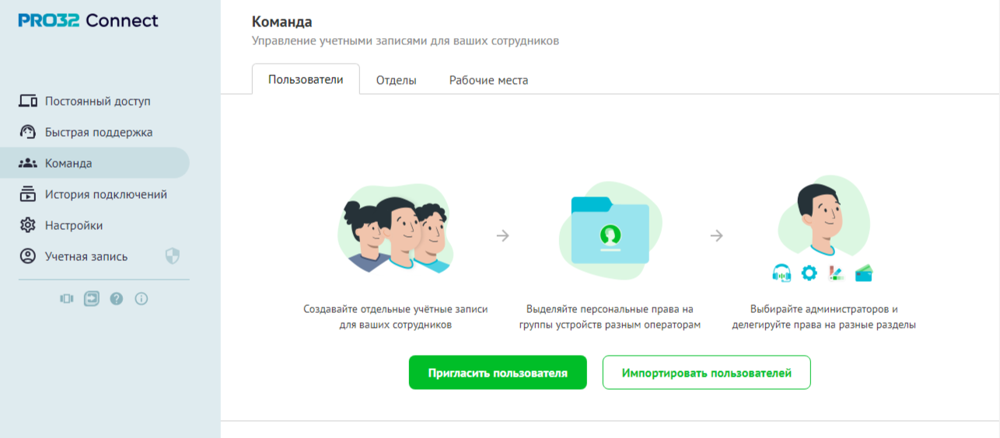 PRO32 Connect
Постоянный доступ
Быстрая поддержка
Команда
История подключений
Настройки
Учетная запись
Команда
Управление учетными записями для ваших сотрудников
Пользователи
Отделы
Рабочие места
Создавайте отдельные учётные записи
для ваших сотрудников
Выделяйте персональные права на
группы устройств разным операторам
Выбирайте администраторов и
делегируйте права на разные разделы
Пригласить пользователя
Импортировать пользователей